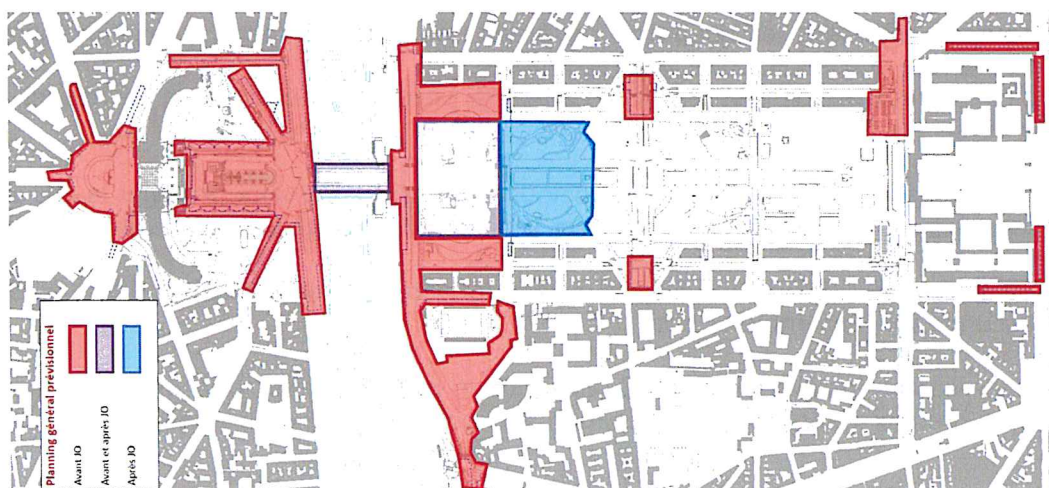 Planning général prévisionnel
Avant JO
Avant et après JO
Après JO